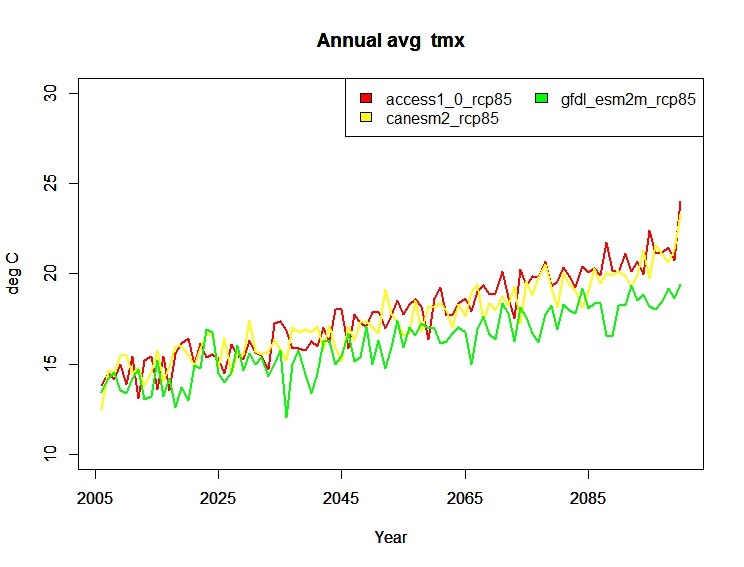 Annual avg  tmx
access1_0_rcp85 gfdl_esm2m_rcp85
canesm2_rcp85
30
25
20
15
10
deg C
2005 2025 2045 2065 2085
Year